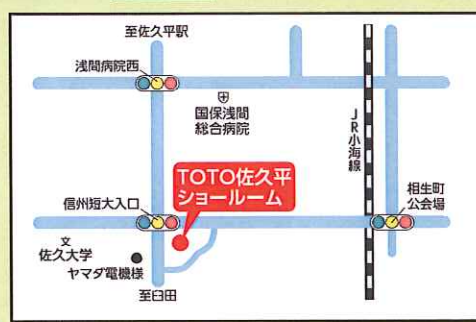 至佐久平駅
浅間病院西
国保浅間
総合病院
JR小海線
TOTO佐久平
ショールーム
信州短大入口
相生町
公会場
文
佐久大学
ヤマダ電機様
至臼田